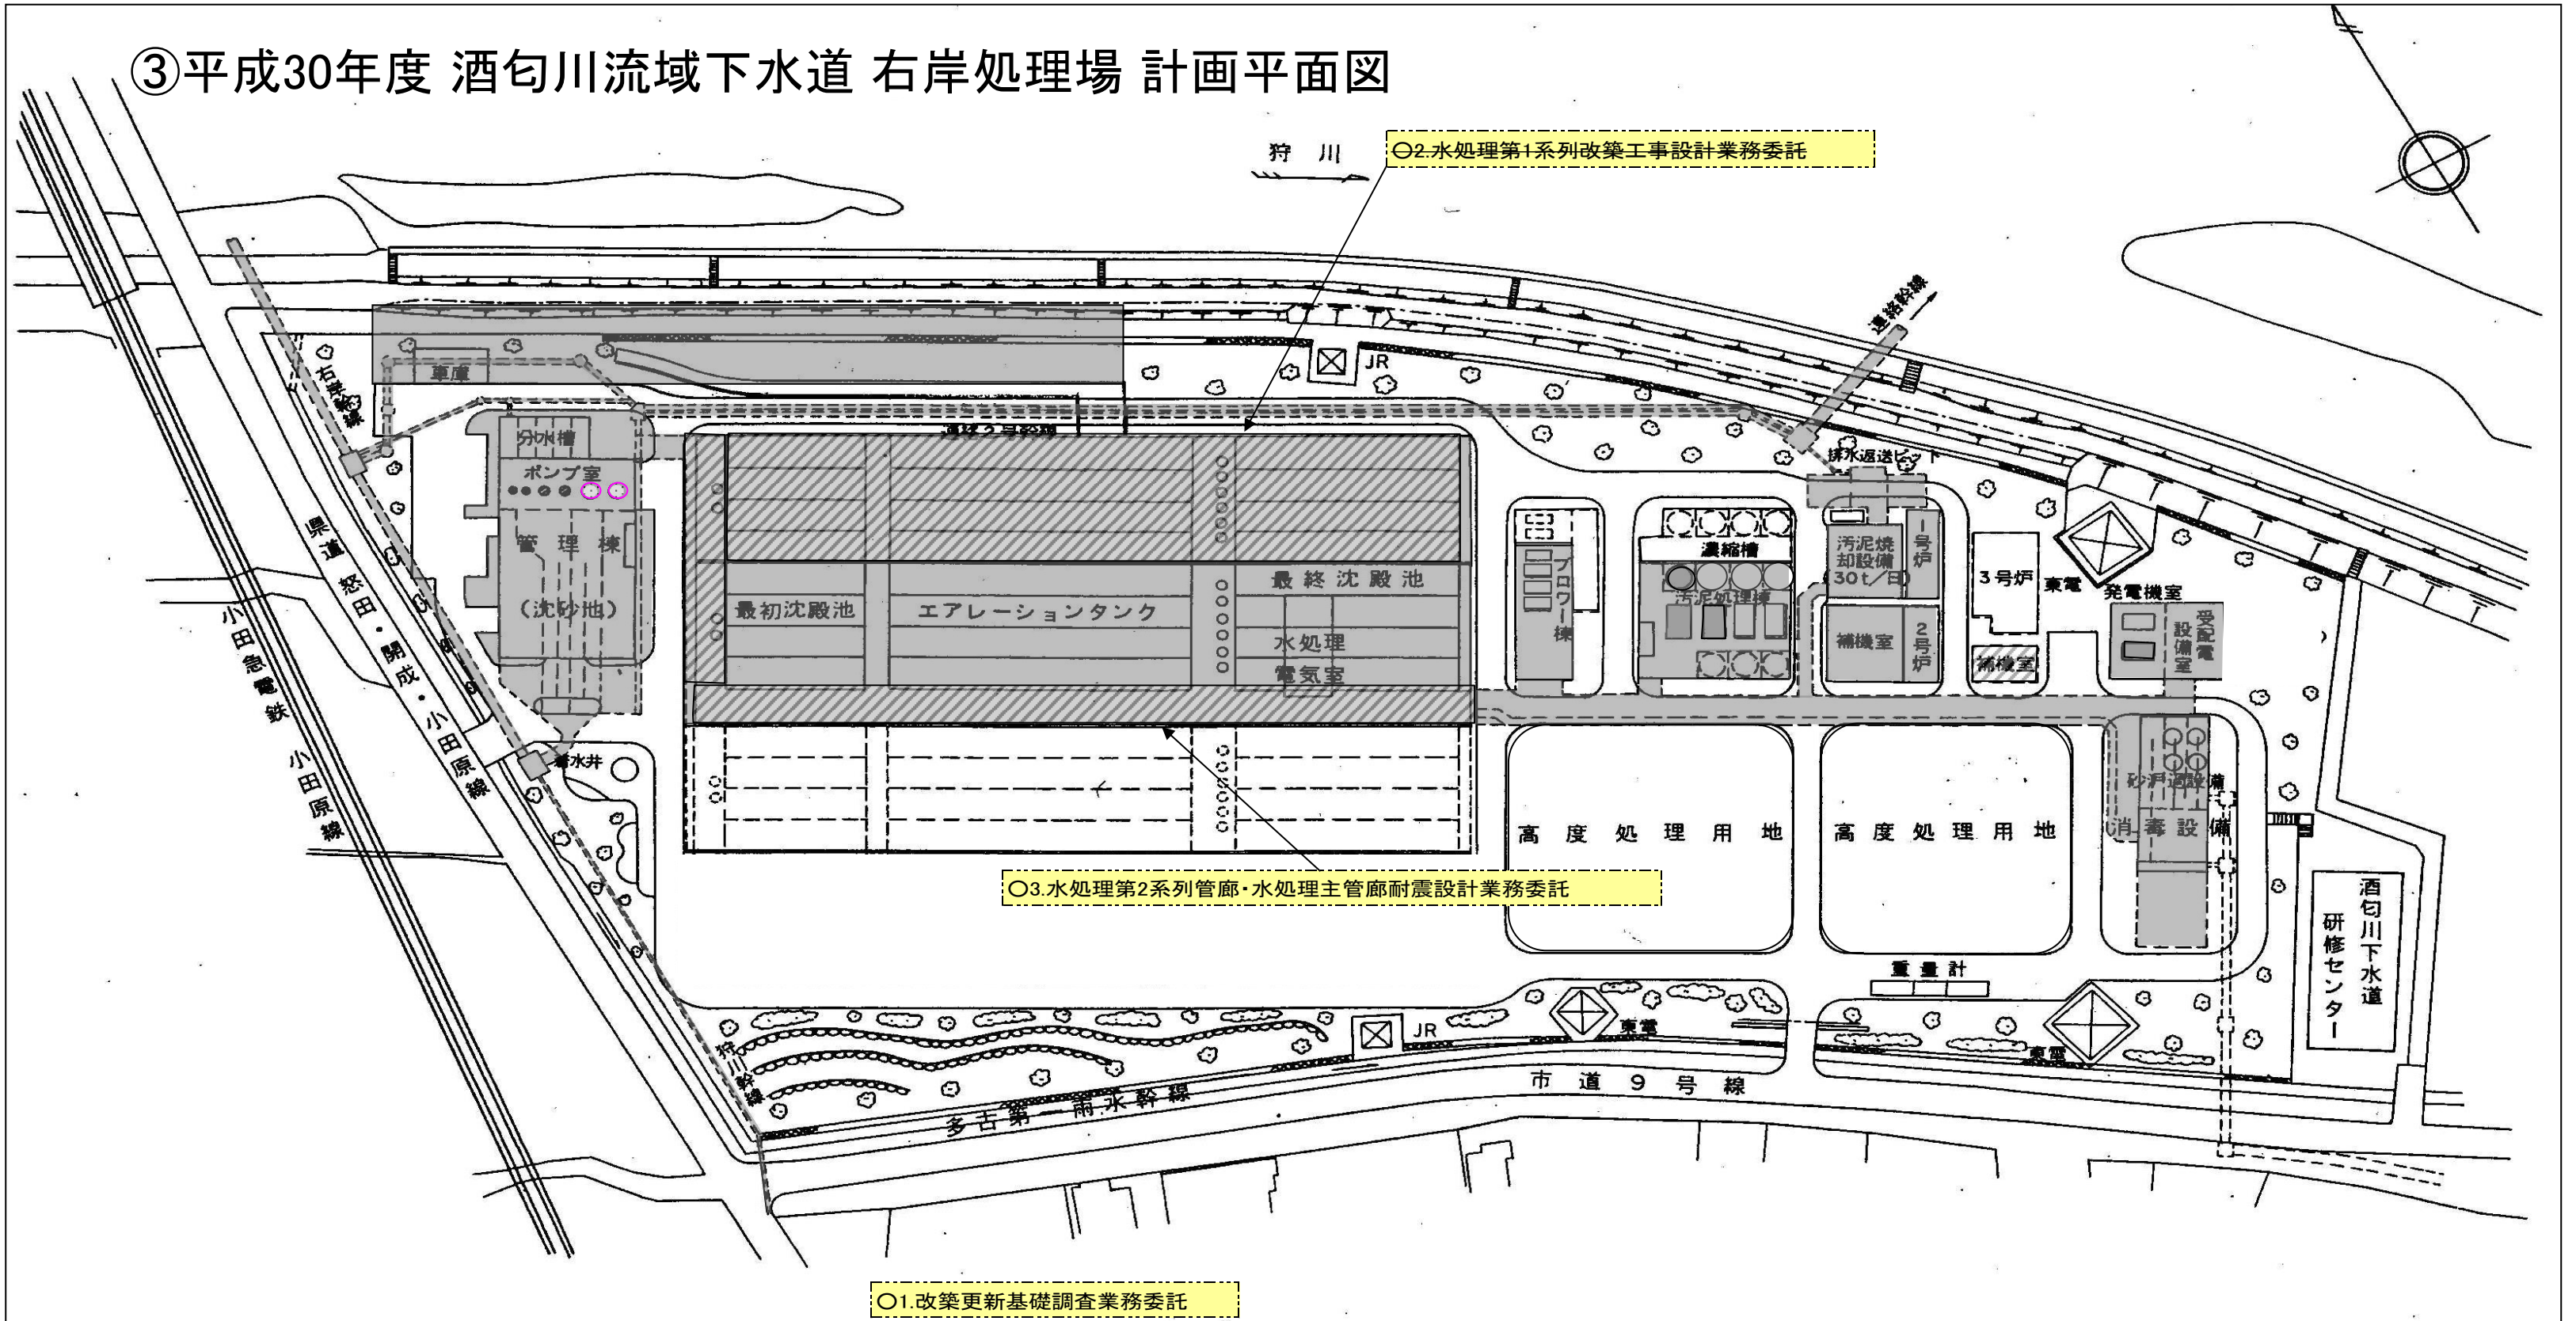 ③平成30年度 酒匂川流域下水道 右岸処理場 計画平面図
狩川
〇2.水処理第1系列改築工事設計業務委託
連絡幹線
JR
車庫
右岸幹線
連絡2号幹線
分水槽
ポンプ室
排水返送ピット
管理棟
(沈砂池)
最初沈殿池
エアレーションタンク
最終沈殿池
水処理
電気室
ブロワー棟
濃縮槽
汚泥処理棟
汚泥焼
却設備
30t/日
1号炉
補機室
2号炉
3号炉
補機室
東電
発電機室
受配電
設備室
県道 怒田・開成・小田原線
小田急電鉄 小田原線
着水井
砂濾過設備
消毒設備
高度処理用地
高度処理用地
〇3.水処理第2系列管廊・水処理主管廊耐震設計業務委託
酒匂川下水道
研修センター
重量計
JR
東電
東電
狩川幹線
多古第一雨水幹線
市道9号線
〇1.改築更新基礎調査業務委託